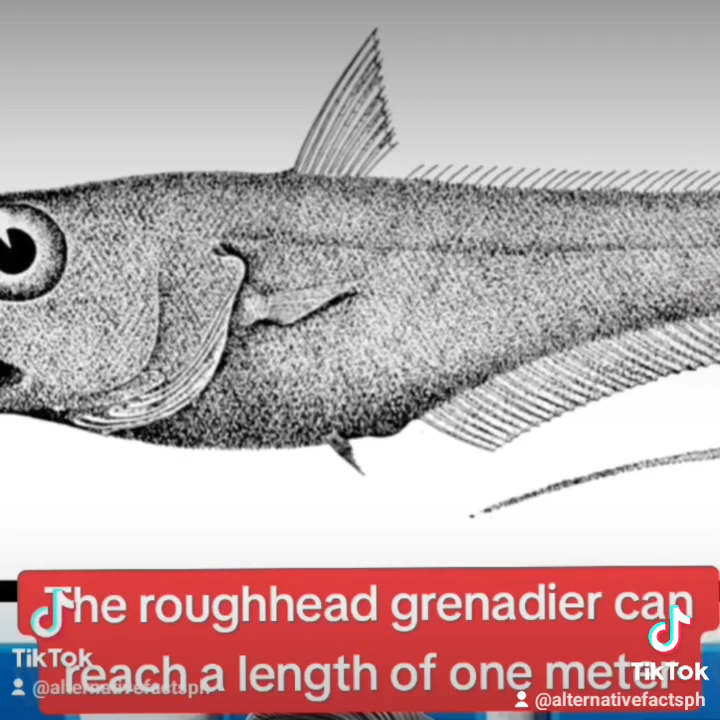 The roughhead grenadier can
reach a length of one meter
TikTok
@alternativefactsph
TikTok
@alternativefactsph